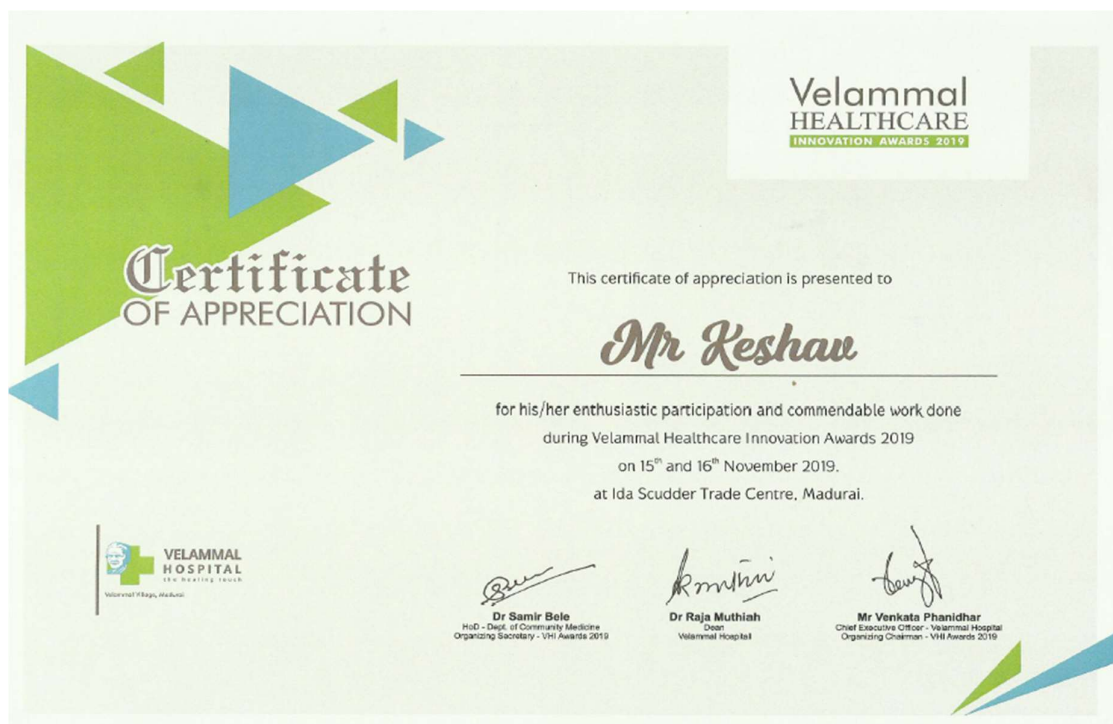 Velammal
HEALTHCARE
INNOVATION AWARDS 2019
Certificate
OF APPRECIATION
This certificate of appreciation is presented to
Mr Keshav
for his/her enthusiastic participation and commendable work done
during Velammal Healthcare Innovation Awards 2019
on 15th and 16th November 2019.
at Ida Scudder Trade Centre, Madurai.
VELAMMAL
HOSPITAL
the healing touch
Velammal Village, Madurai
Dr Samir Bele
HoD - Dept. of Community Medicine
Organizing Secretary - VHI Awards 2019
Dr Raja Muthiah
Dean
Velammal Hospital
Mr Venkata Phanidhar
Chief Executive Officer - Velammal Hospital
Organizing Chairman - VHI Awards 2019